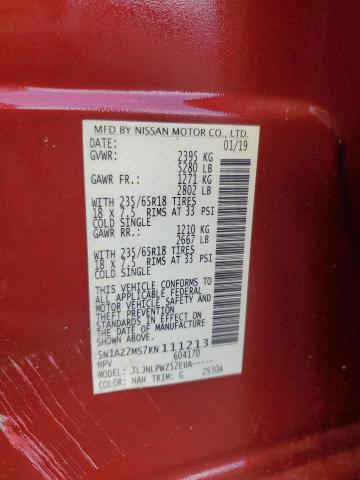 MFD BY NISSAN MOTOR CO., LTD.
DATE: 01/19
GVWR: 2395 KG
5280 LB
GAWR FR.: 1271 KG
2802 LB
WITH 235/65R18 TIRES
18 X 7.5 RIMS AT 33 PSI
COLD SINGLE
GAWR RR.: 1210 KG
2667 LB
WITH 235/65R18 TIRES
18 X 7.5 RIMS AT 33 PSI
COLD SINGLE
THIS VEHICLE CONFORMS TO ALL
APPLICABLE U.S. FEDERAL MOTOR
VEHICLE SAFETY, BUMPER, AND
THEFT PREVENTION STANDARDS
IN EFFECT ON THE DATE OF
MANUFACTURE SHOWN ABOVE.
5N1AZ2MS7KN111213
MPV 604170
MODEL: TLJNLPWZ52EUA-----
COLOR: NAH TRIM: G Z930A